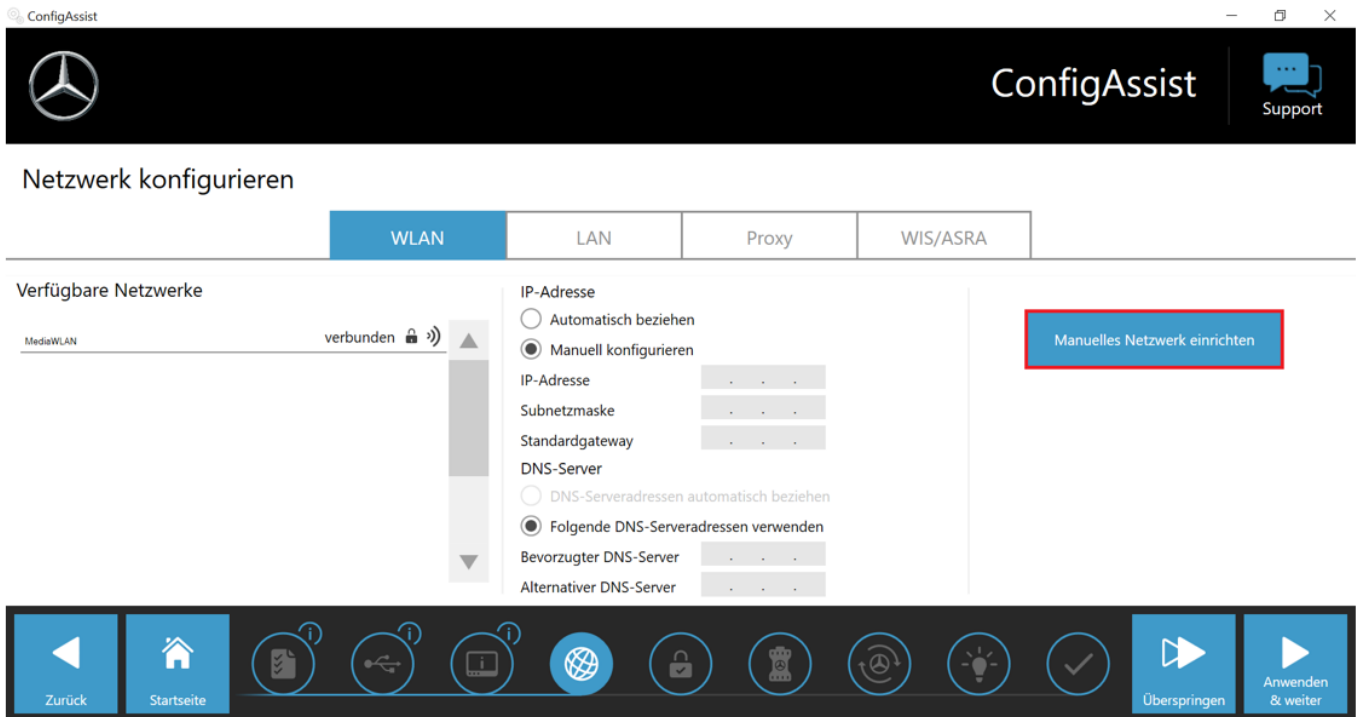 ConfigAssist
ConfigAssist
Support
Netzwerk konfigurieren
WLAN
LAN
Proxy
WIS/ASRA
Verfügbare Netzwerke
MediaWLAN
verbunden
IP-Adresse
Automatisch beziehen
Manuell konfigurieren
IP-Adresse . . .
Subnetzmaske . . .
Standardgateway . . .
DNS-Server
DNS-Serveradressen automatisch beziehen
Folgende DNS-Serveradressen verwenden
Bevorzugter DNS-Server . . .
Alternativer DNS-Server . . .
Manuelles Netzwerk einrichten
Zurück
Startseite
Überspringen
Anwenden
& weiter